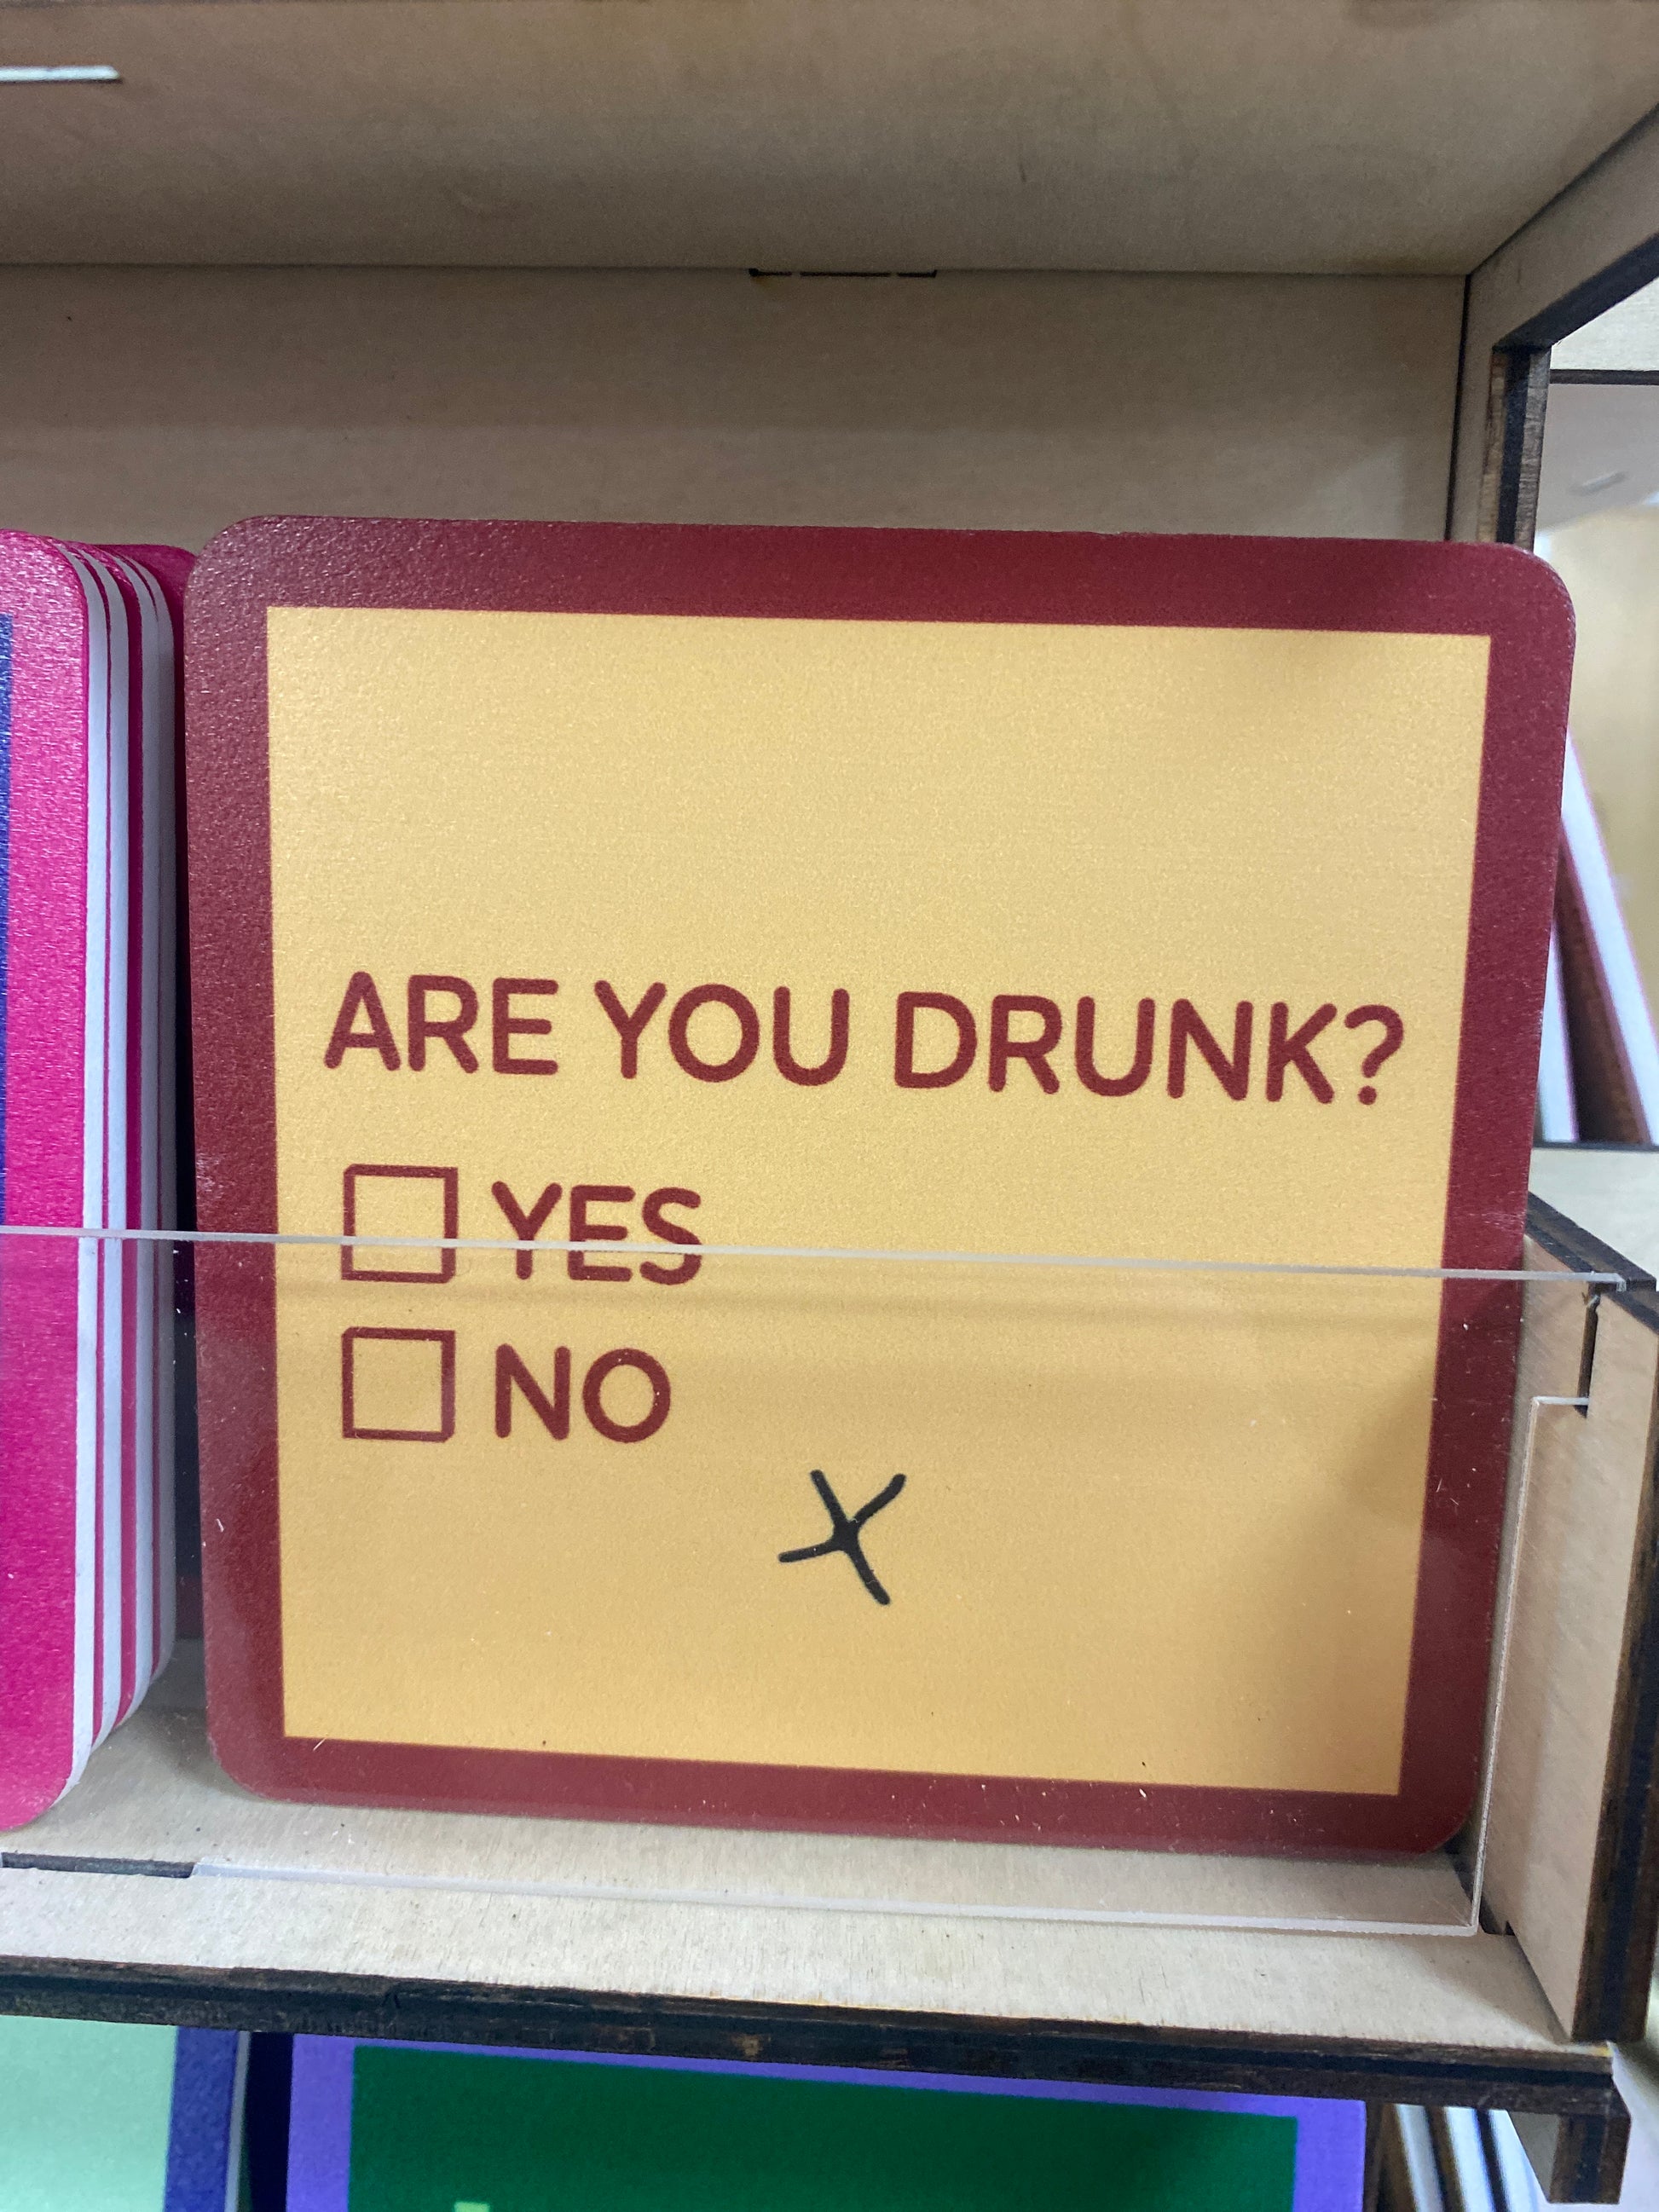 ARE YOU DRUNK?
☐ YES
☐ NO
X